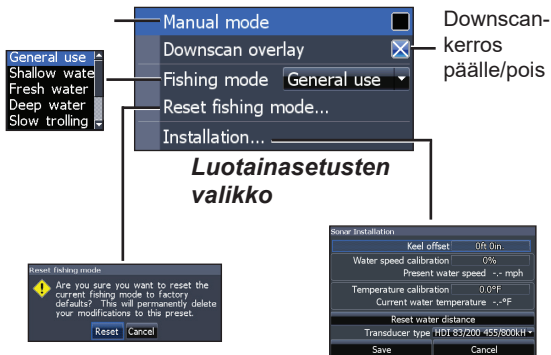 Manual mode
Downscan overlay
Fishing mode General use
Reset fishing mode...
Installation...
Downscan-
kerros
päälle/pois
General use
Shallow wate
Fresh water
Deep water
Slow trolling
Luotainasetusten
valikko
Reset fishing mode
Are you sure you want to reset the
current fishing mode to factory
defaults? This will permanently delete
your modifications to this preset.
Reset Cancel
Sonar Installation
Keel offset 0ft 0in.
Water speed calibration 0%
Present water speed -.- mph
Temperature calibration 0.0°F
Current water temperature -.-°F
Reset water distance
Transducer type HDI 83/200 455/800kH
Save Cancel